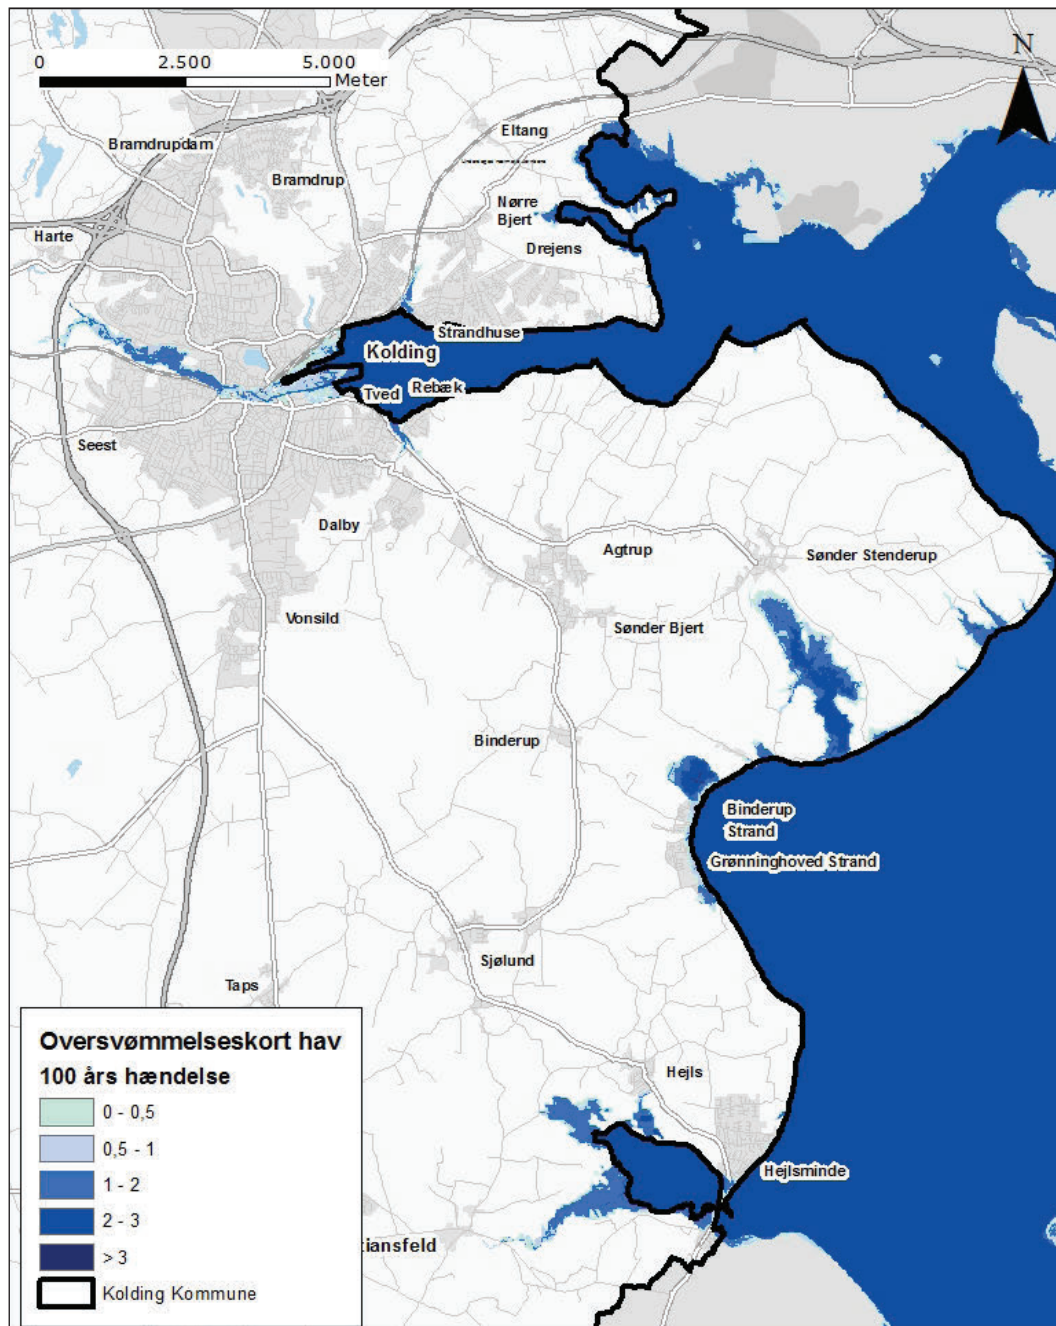 N
0 2.500 5.000
Meter
Eltang
Bramdrupdam
Bramdrup
Nørre
Bjert
Harte
Drejens
Strandhuse
Kolding
Tved
Rebæk
Seest
Dalby
Agtrup
Sønder Stenderup
Vonsild
Sønder Bjert
Binderup
Binderup
Strand
Grønninghoved Strand
Sjølund
Taps
Hejls
Hejlsminde
tiansfeld
Oversvømmelseskort hav
100 års hændelse
0 - 0,5
0,5 - 1
1 - 2
2 - 3
> 3
Kolding Kommune